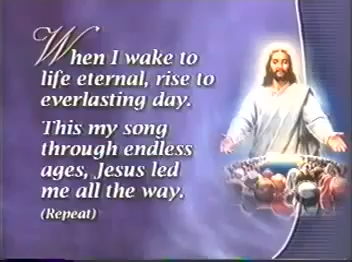 When I wake to
life eternal, rise to
everlasting day.
This my song
through endless
ages, Jesus led
me all the way.
(Repeat)